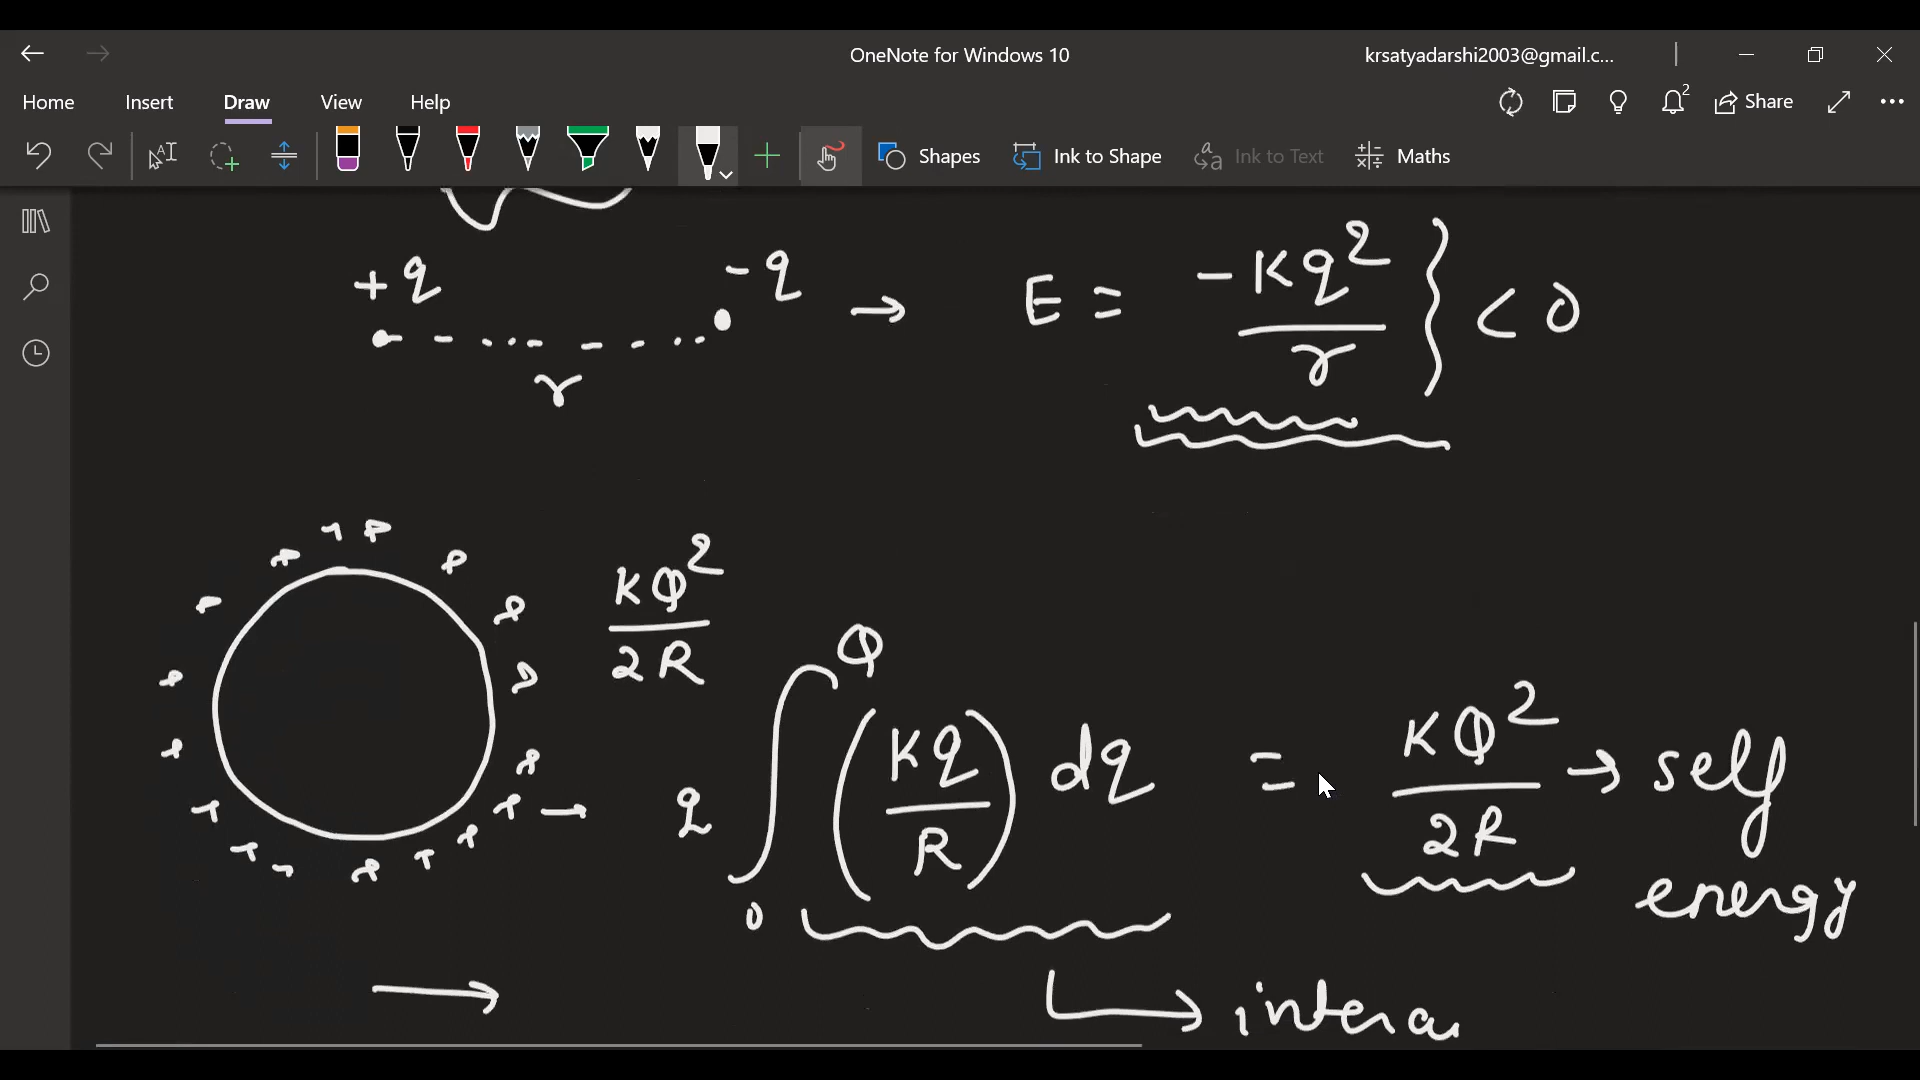 OneNote for Windows 10
krsatyadarshi2003@gmail.c...
Home Insert Draw View Help
2 Share
Shapes Ink to Shape Ink to Text Maths
+q -q → E = -Kq²/r } < 0
r
KQ²/2R
q ∫₀^Q (Kq/R) dq = KQ²/2R → self energy
→ intera